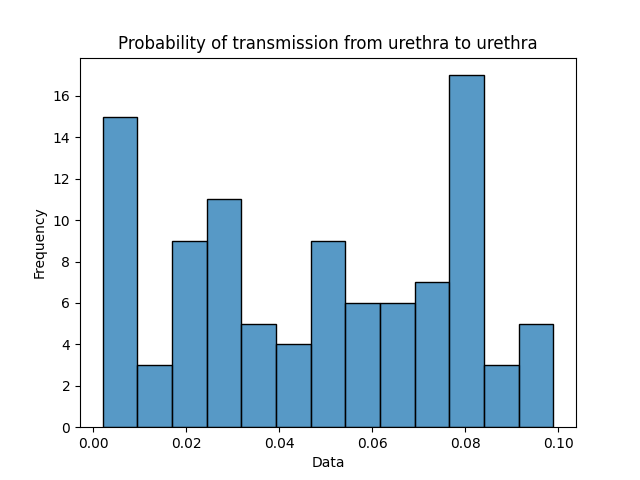 Probability of transmission from urethra to urethra
16
14
12
10
8
6
4
2
0
Frequency
0.00 0.02 0.04 0.06 0.08 0.10
Data